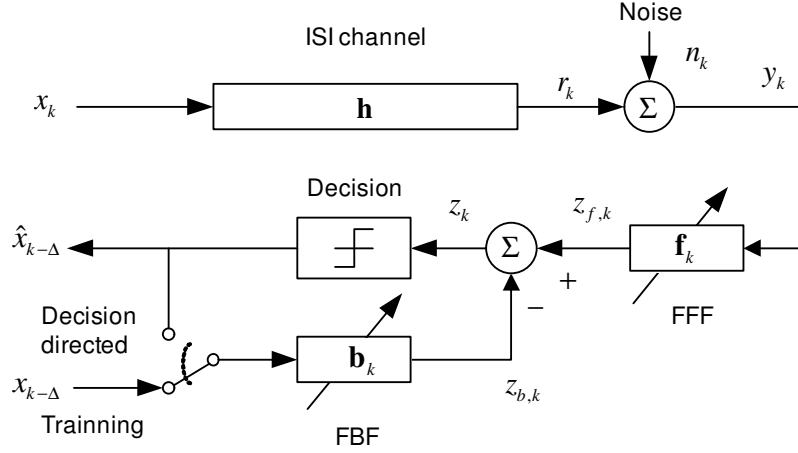 Noise
ISI channel
n_k
x_k
h
r_k
Σ
y_k
Decision
z_k
z_{f,k}
x̂_{k−Δ}
Σ
f_k
+
−
FFF
Decision
directed
b_k
x_{k−Δ}
z_{b,k}
Trainning
FBF